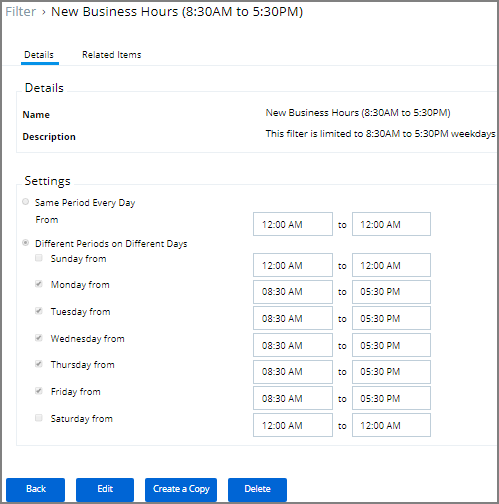 Filter > New Business Hours (8:30AM to 5:30PM)
Details Related Items
Details
Name New Business Hours (8:30AM to 5:30PM)
Description This filter is limited to 8:30AM to 5:30PM weekdays
Settings
Same Period Every Day
From 12:00 AM to 12:00 AM
Different Periods on Different Days
Sunday from 12:00 AM to 12:00 AM
Monday from 08:30 AM to 05:30 PM
Tuesday from 08:30 AM to 05:30 PM
Wednesday from 08:30 AM to 05:30 PM
Thursday from 08:30 AM to 05:30 PM
Friday from 08:30 AM to 05:30 PM
Saturday from 12:00 AM to 12:00 AM
Back Edit Create a Copy Delete